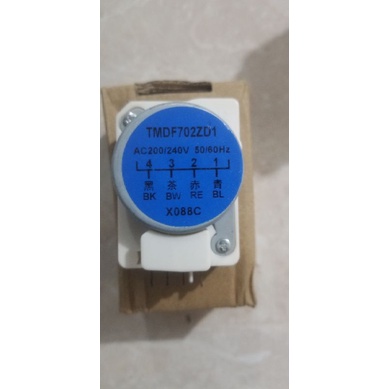 TMDF702ZD1
AC200/240V 50/60Hz
4 3 2 1
黒 茶 赤 青
BK BW RE BL
X088C